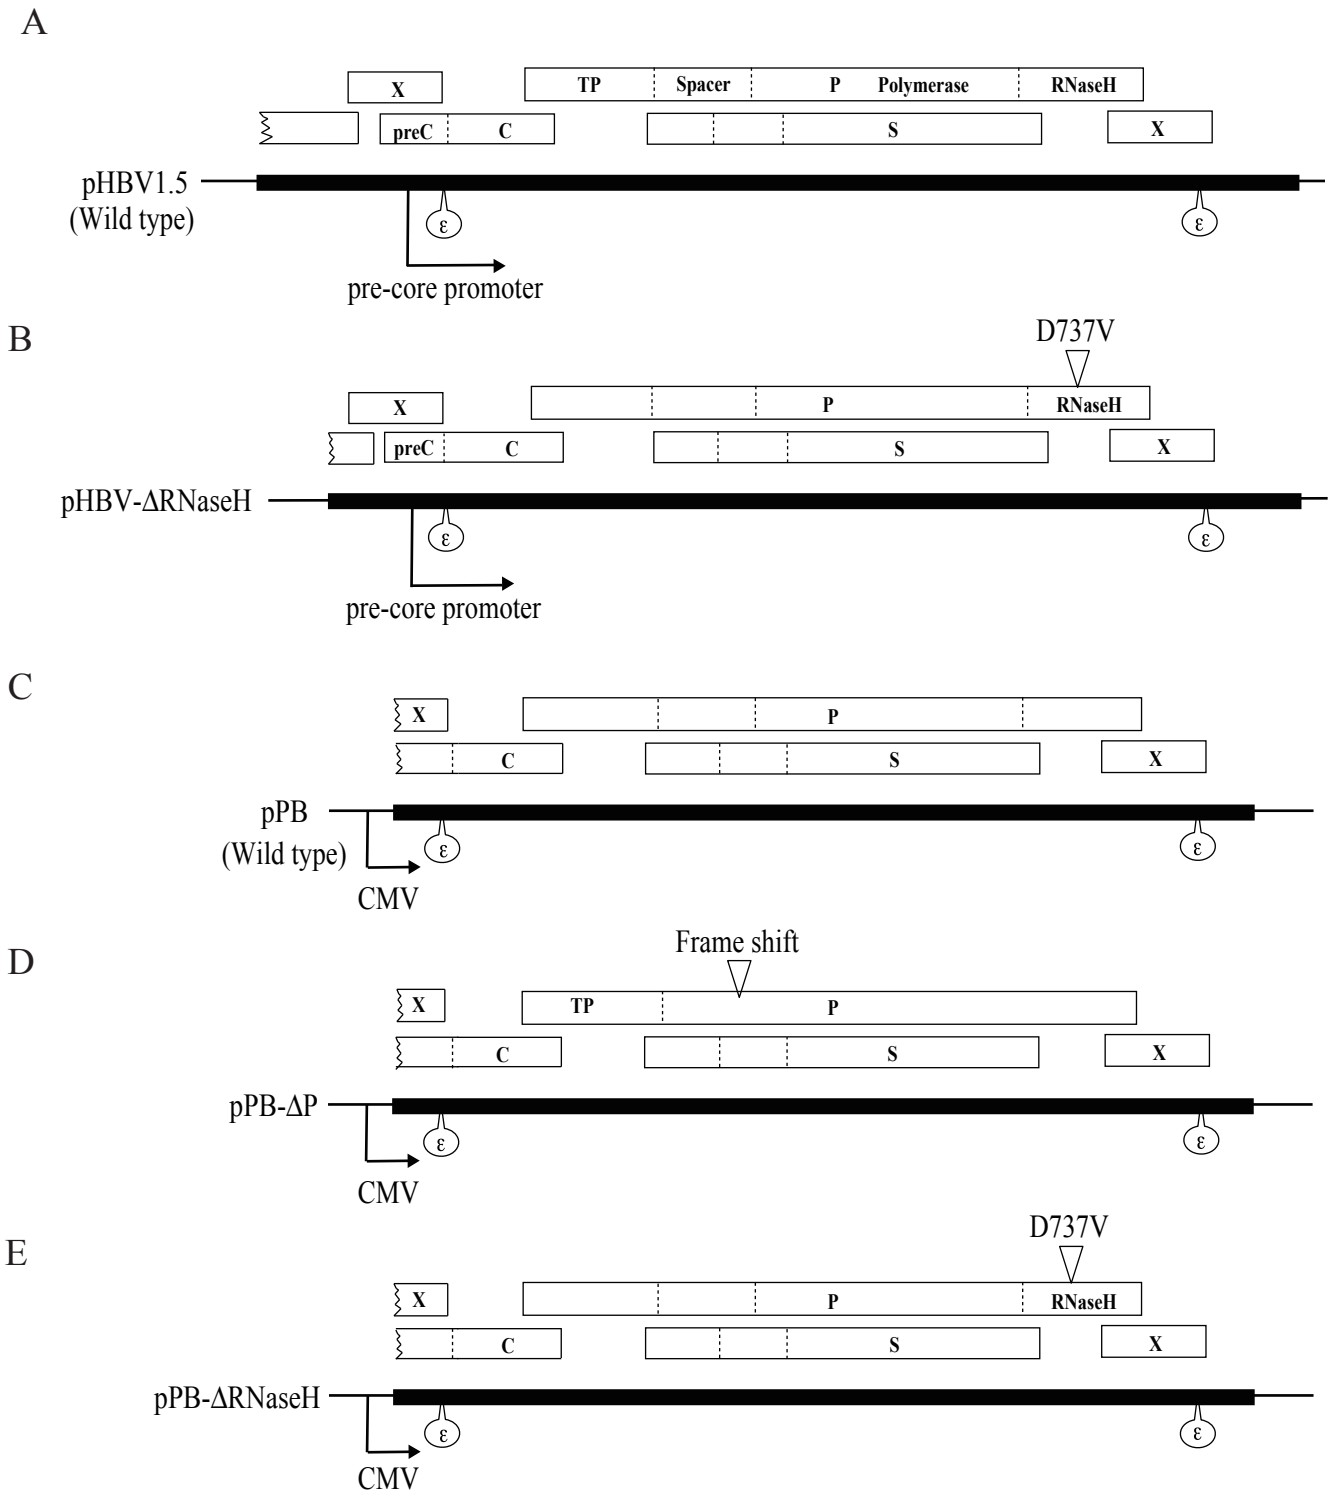 A
X TP Spacer P Polymerase RNaseH
preC C S X
pHBV1.5
(Wild type)
ε ε
pre-core promoter
B
D737V
X P RNaseH
preC C S X
pHBV-ΔRNaseH
ε ε
pre-core promoter
C
X P
C S X
pPB
(Wild type)
ε ε
CMV
D
Frame shift
X TP P
C S X
pPB-ΔP
ε ε
CMV
E
D737V
X P RNaseH
C S X
pPB-ΔRNaseH
ε ε
CMV